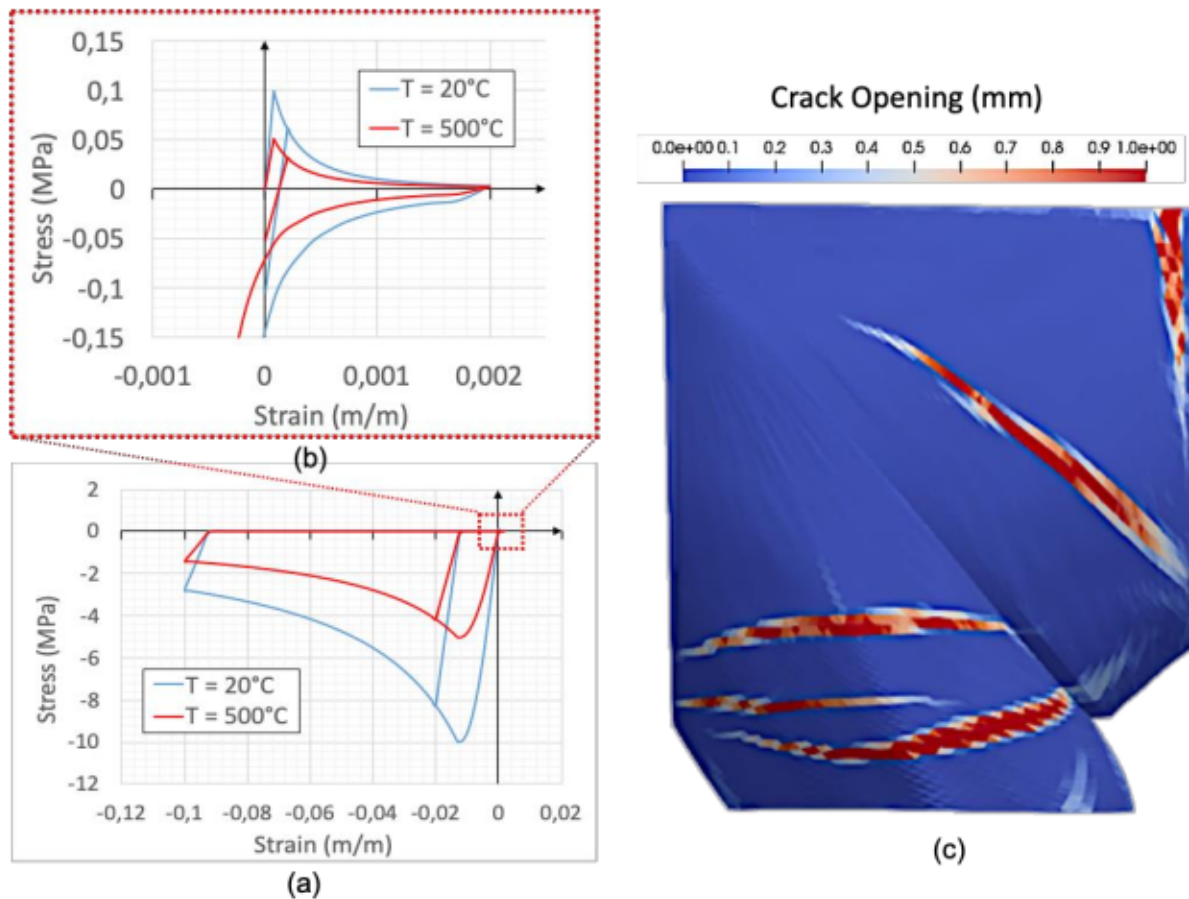 0,15
0,1
0,05
0
-0,05
-0,1
-0,15
Stress (MPa)
T = 20°C
T = 500°C
-0,001
0
0,001
0,002
Strain (m/m)
(b)
2
0
-2
-4
-6
-8
-10
-12
Stress (MPa)
T = 20°C
T = 500°C
-0,12
-0,1
-0,08
-0,06
-0,04
-0,02
0
0,02
Strain (m/m)
(a)
Crack Opening (mm)
0.0e+00 0.1 0.2 0.3 0.4 0.5 0.6 0.7 0.8 0.9 1.0e+00
(c)